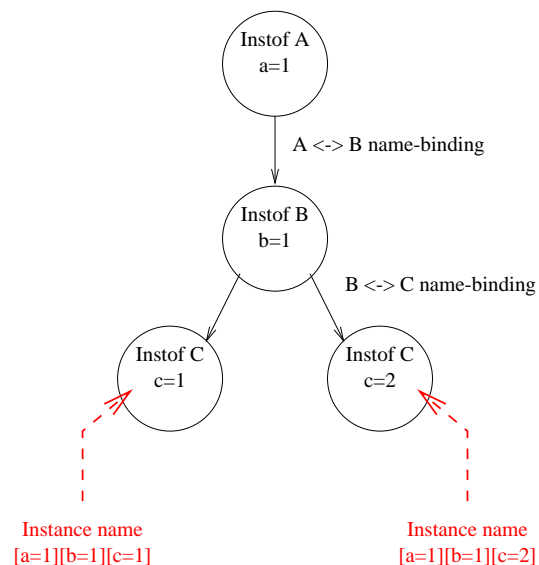 Instof A
a=1
A <-> B name-binding
Instof B
b=1
B <-> C name-binding
Instof C
c=1
Instof C
c=2
Instance name
[a=1][b=1][c=1]
Instance name
[a=1][b=1][c=2]